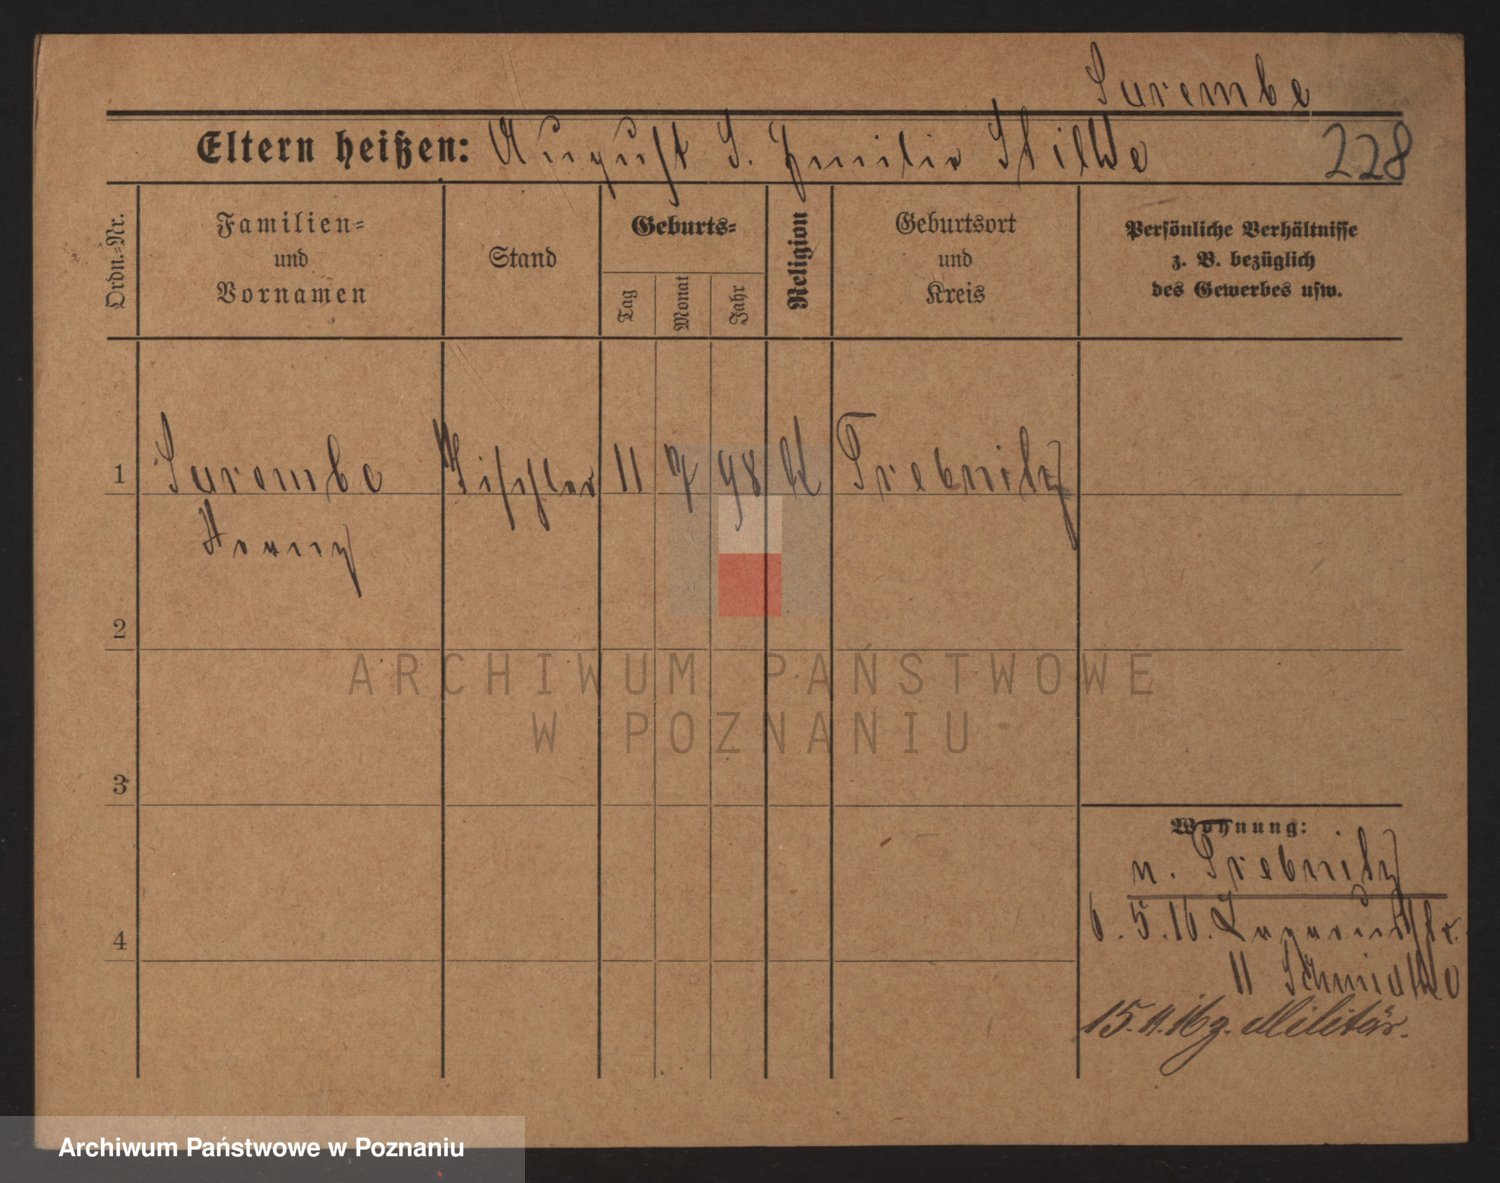 Surembe
Eltern heißen: August S. Emilie Stilke
228
Ordn.-Nr.
Familien-
und
Vornamen
Stand
Geburts-
Tag
Monat
Jahr
Religion
Geburtsort
und
Kreis
Persönliche Verhältnisse
z. B. bezüglich
des Gewerbes usw.
1 Surembe Tischler 11 7 98 K Trebnitz
Franz
2
3
4
Wohnung:
n. Trebnitz
6. 5. 16.
11
15. 11. 16 z. Militär.
ARCHIWUM PAŃSTWOWE
W POZNANIU
Archiwum Państwowe w Poznaniu